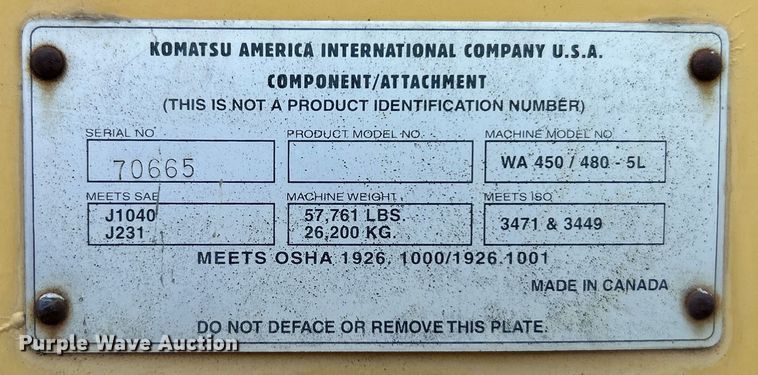 KOMATSU AMERICA INTERNATIONAL COMPANY U.S.A.
COMPONENT/ATTACHMENT
(THIS IS NOT A PRODUCT IDENTIFICATION NUMBER)
SERIAL NO PRODUCT MODEL NO. MACHINE MODEL NO.
70665 WA 450 / 480 - 5L
MEETS SAE MACHINE WEIGHT MEETS ISO
J1040 57,761 LBS. 3471 & 3449
J231 26,200 KG.
MEETS OSHA 1926, 1000/1926.1001
MADE IN CANADA
DO NOT DEFACE OR REMOVE THIS PLATE.
Purple Wave Auction